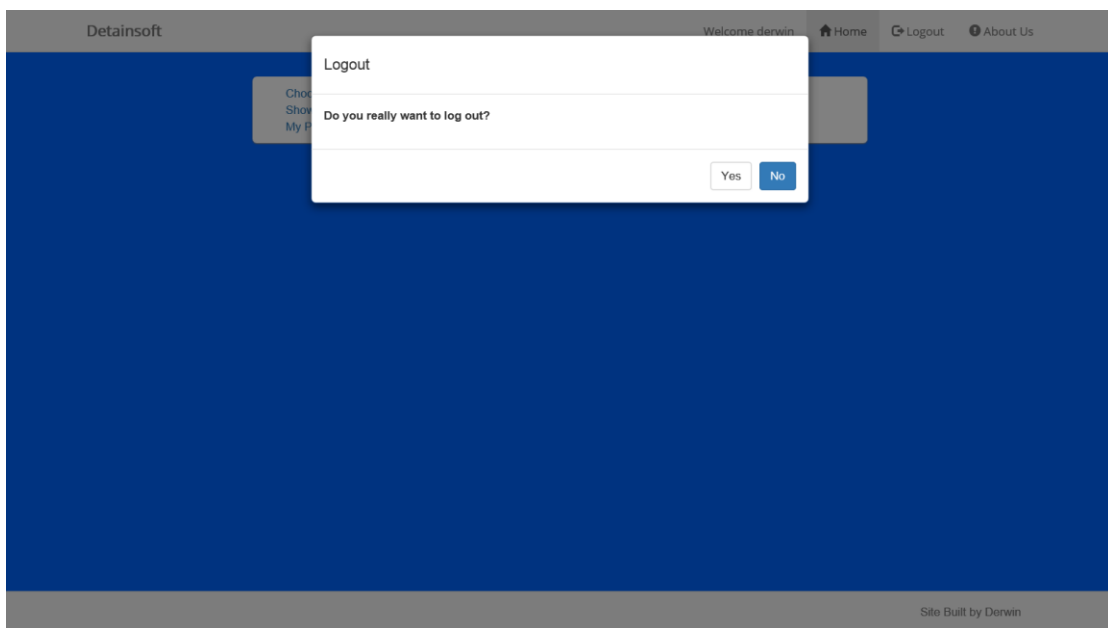 Detainsoft Welcome derwin Home Logout About Us
Logout
Do you really want to log out?
My
Yes No
Site Built by Derwin